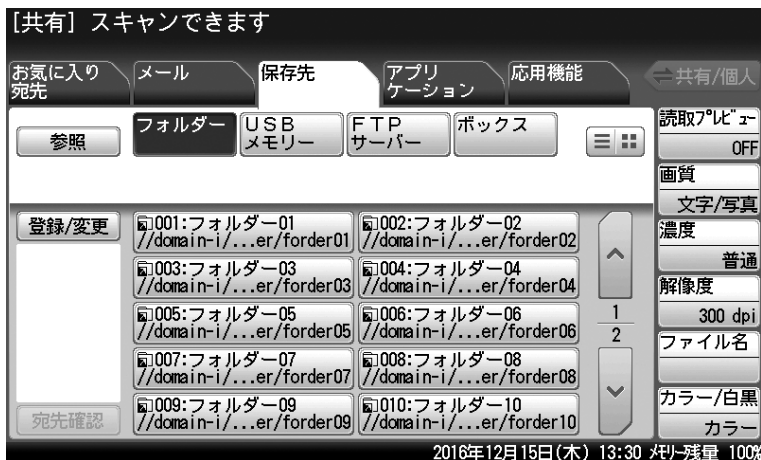 [共有] スキャンできます
お気に入り
宛先
メール
保存先
アプリ
ケーション
応用機能
共有/個人
参照
フォルダー
USB
メモリー
FTP
サーバー
ボックス
読取プレビュー
OFF
画質
文字/写真
登録/変更
001:フォルダー01
//domain-i/...er/forder01
002:フォルダー02
//domain-i/...er/forder02
濃度
普通
003:フォルダー03
//domain-i/...er/forder03
004:フォルダー04
//domain-i/...er/forder04
解像度
300 dpi
005:フォルダー05
//domain-i/...er/forder05
006:フォルダー06
//domain-i/...er/forder06
1
2
ファイル名
007:フォルダー07
//domain-i/...er/forder07
008:フォルダー08
//domain-i/...er/forder08
宛先確認
009:フォルダー09
//domain-i/...er/forder09
010:フォルダー10
//domain-i/...er/forder10
カラー/白黒
カラー
2016年12月15日(木) 13:30 メモリー残量 100%